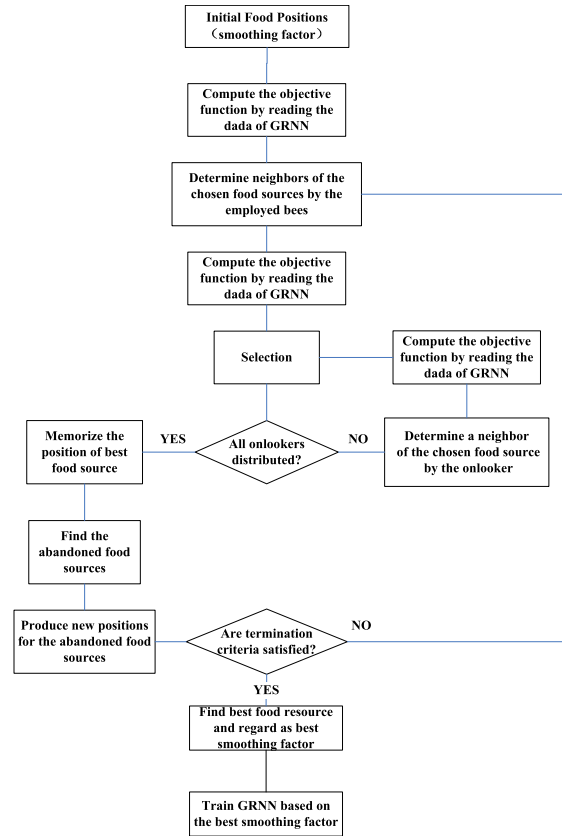 Initial Food Positions
（smoothing factor）
Compute the objective
function by reading the
dada of GRNN
Determine neighbors of the
chosen food sources by the
employed bees
Compute the objective
function by reading the
dada of GRNN
Selection
Compute the objective
function by reading the
dada of GRNN
Memorize the
position of best
food source
YES
All onlookers
distributed?
NO
Determine a neighbor
of the chosen food source
by the onlooker
Find the
abandoned food
sources
Produce new positions
for the abandoned food
sources
Are termination
criteria satisfied?
NO
YES
Find best food resource
and regard as best
smoothing factor
Train GRNN based on
the best smoothing factor